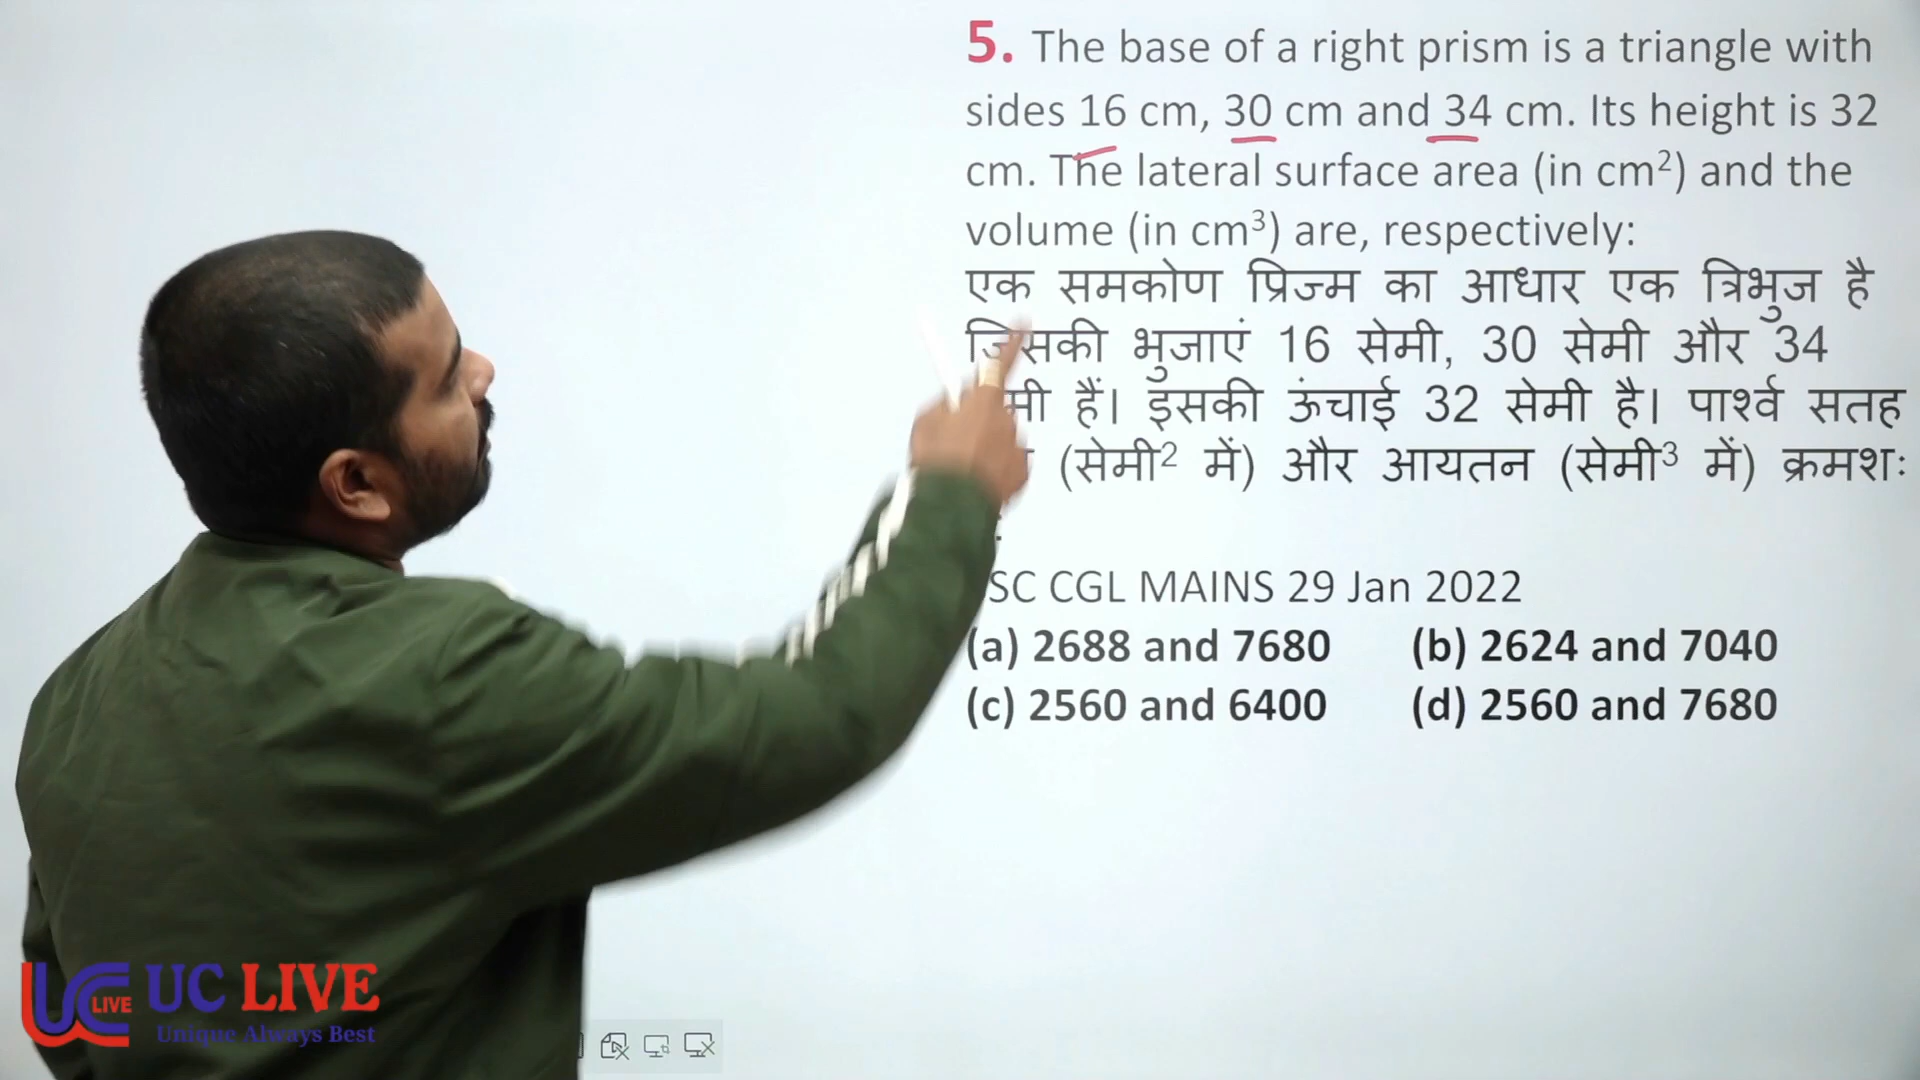 5. The base of a right prism is a triangle with
sides 16 cm, 30 cm and 34 cm. Its height is 32
cm. The lateral surface area (in cm²) and the
volume (in cm³) are, respectively:
एक समकोण प्रिज्म का आधार एक त्रिभुज है
जिसकी भुजाएं 16 सेमी, 30 सेमी और 34
मी हैं। इसकी ऊंचाई 32 सेमी है। पार्श्व सतह
(सेमी² में) और आयतन (सेमी³ में) क्रमशः
:
SC CGL MAINS 29 Jan 2022
(a) 2688 and 7680 (b) 2624 and 7040
(c) 2560 and 6400 (d) 2560 and 7680
LIVE UC LIVE
Unique Always Best